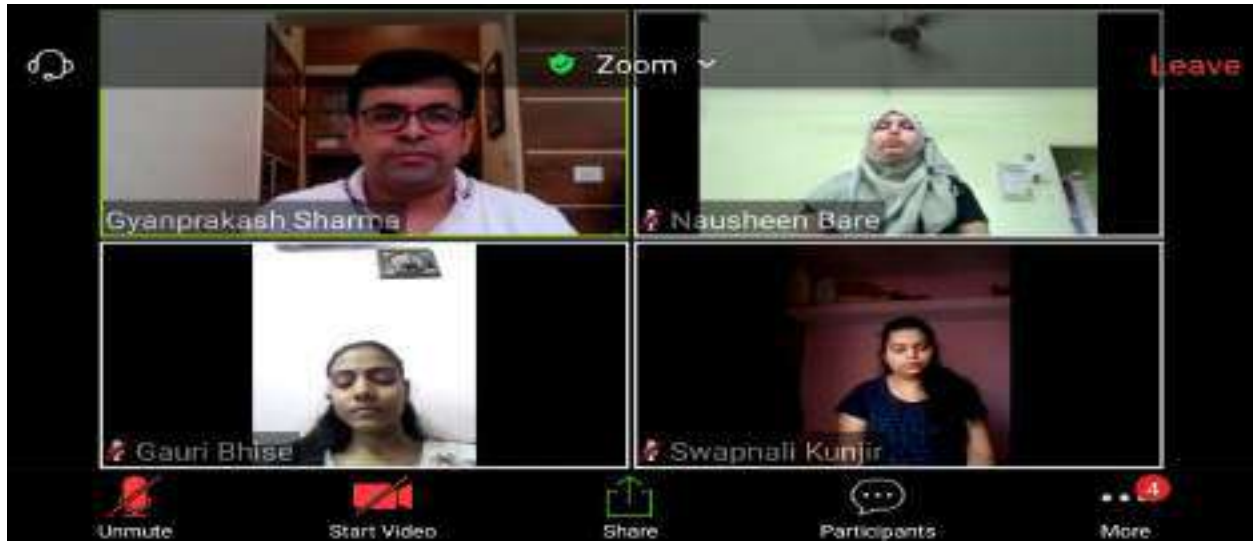 Zoom
Leave
Gyanprakash Sharma
Nausheen Bare
Gauri Bhise
Swapnali Kunjir
Unmute
Start Video
Share
Participants
More
4